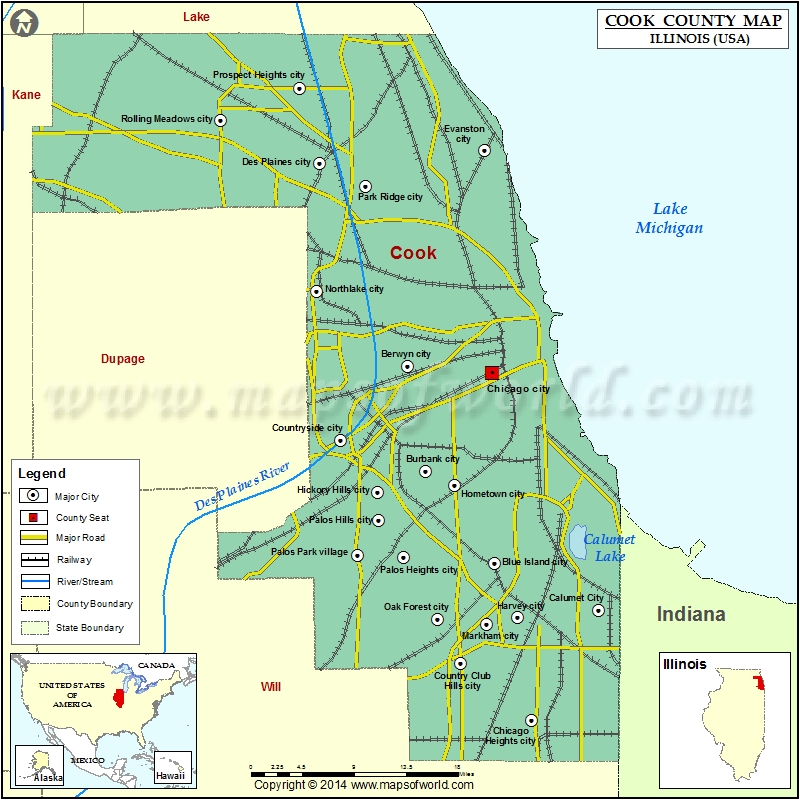 COOK COUNTY MAP
ILLINOIS (USA)
N
Lake
Kane
Prospect Heights city
Rolling Meadows city
Evanston
city
Des Plaines city
Park Ridge city
Lake
Michigan
Cook
Northlake city
Dupage
Berwyn city
Chicago city
www.mapsofworld.com
Countryside city
Burbank city
Des Plaines River
Hickory Hills city
Hometown city
Palos Hills city
Calumet
Lake
Palos Park village
Palos Heights city
Blue Island city
Oak Forest city
Harvey city
Calumet City
Markham city
Indiana
Country Club
Hills city
Will
Chicago
Heights city
Legend
Major City
County Seat
Major Road
Railway
River/Stream
County Boundary
State Boundary
CANADA
UNITED STATES
OF
AMERICA
MEXICO
Alaska
Hawaii
Illinois
0 2.25 4.5 9 13.5 18
Miles
Copyright © 2014 www.mapsofworld.com